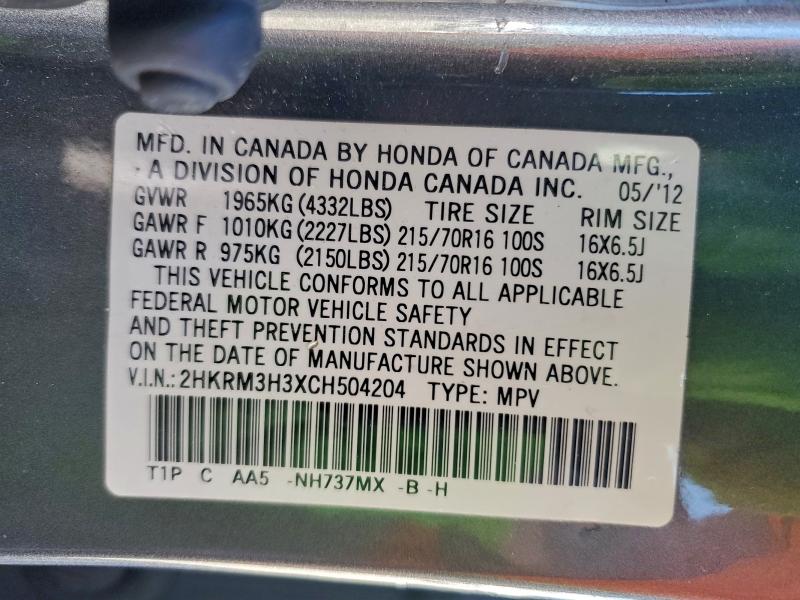 MFD. IN CANADA BY HONDA OF CANADA MFG.,
A DIVISION OF HONDA CANADA INC. 05/'12
GVWR 1965KG (4332LBS) TIRE SIZE RIM SIZE
GAWR F 1010KG (2227LBS) 215/70R16 100S 16X6.5J
GAWR R 975KG (2150LBS) 215/70R16 100S 16X6.5J
THIS VEHICLE CONFORMS TO ALL APPLICABLE
FEDERAL MOTOR VEHICLE SAFETY
AND THEFT PREVENTION STANDARDS IN EFFECT
ON THE DATE OF MANUFACTURE SHOWN ABOVE.
V.I.N.: 2HKRM3H3XCH504204 TYPE: MPV
T1P C AA5 -NH737MX -B -H